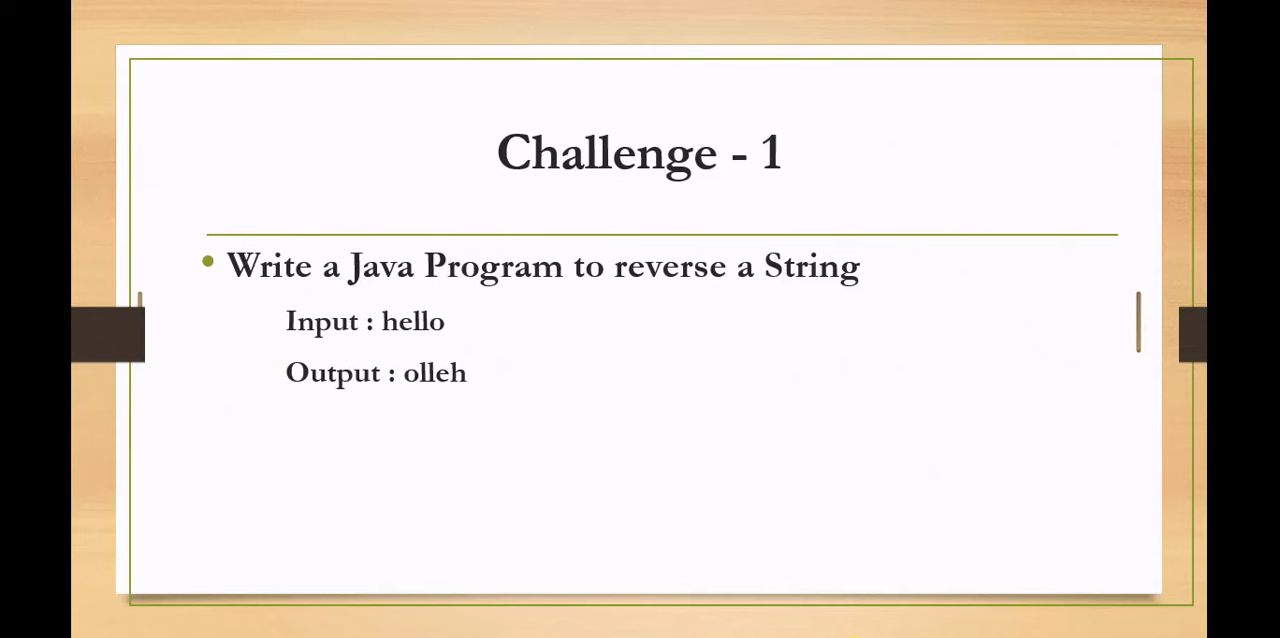 Challenge - 1
• Write a Java Program to reverse a String
Input : hello
Output : olleh